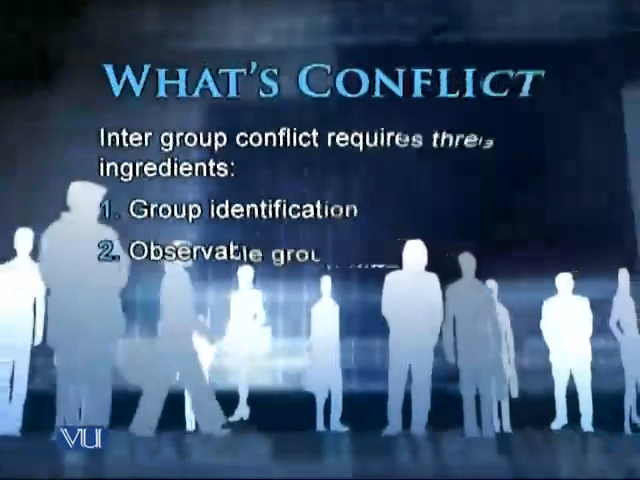 WHAT'S CONFLICT
Inter group conflict requires three
ingredients:
1. Group identification
2. Observable
VU